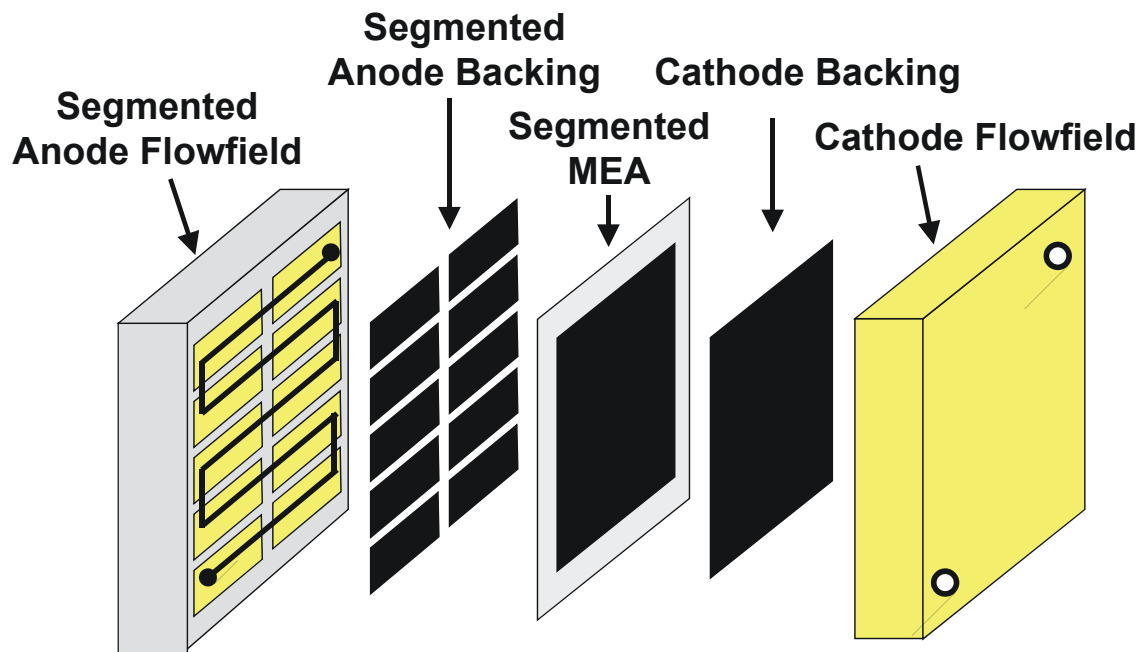 Segmented
Anode Flowfield
Segmented
Anode Backing
Segmented
MEA
Cathode Backing
Cathode Flowfield